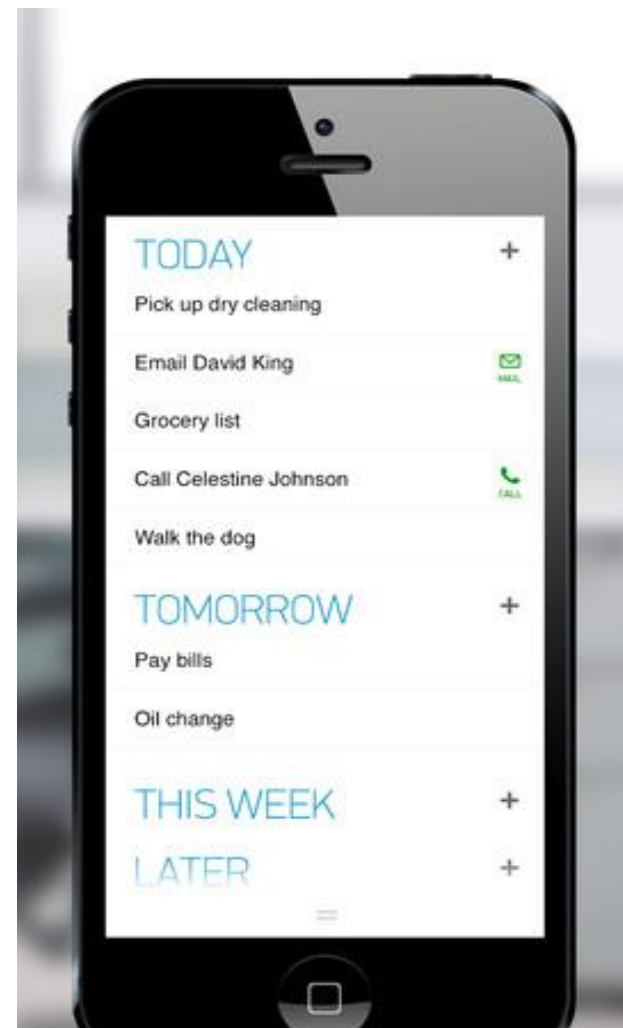 TODAY +
Pick up dry cleaning
Email David King
MAIL
Grocery list
Call Celestine Johnson
CALL
Walk the dog
TOMORROW +
Pay bills
Oil change
THIS WEEK +
LATER +